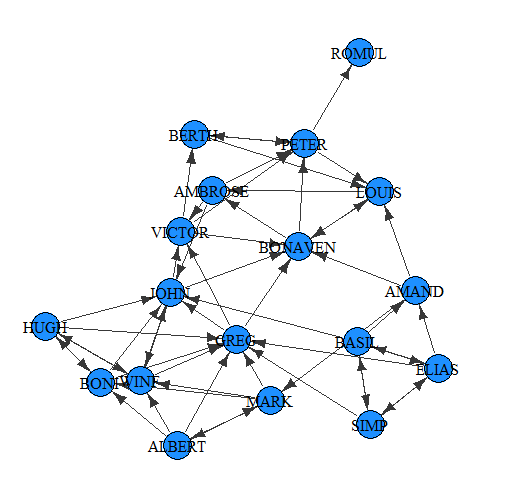 ROMUL
BERTH
PETER
AMBROSE
LOUIS
VICTOR
BONAVEN
JOHN
AMAND
HUGH
GREG
BASIL
BONI
WINF
ELIAS
MARK
SIMP
ALBERT